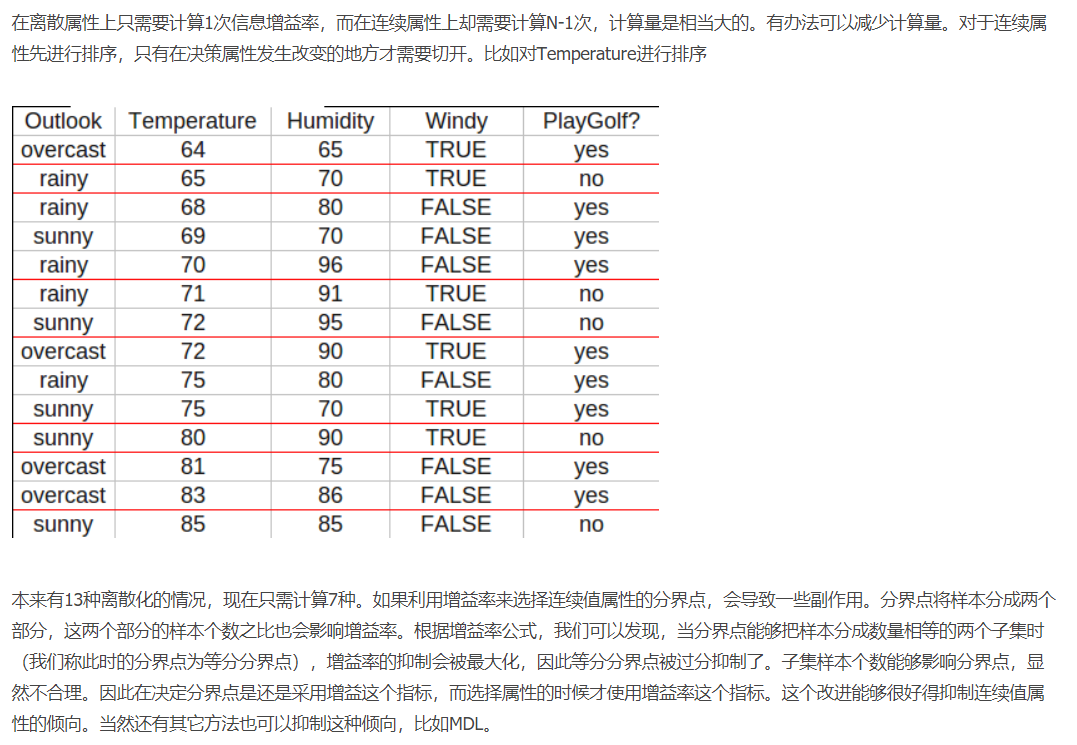 在离散属性上只需要计算1次信息增益率，而在连续属性上却需要计算N-1次，计算量是相当大的。有办法可以减少计算量。对于连续属
性先进行排序，只有在决策属性发生改变的地方才需要切开。比如对Temperature进行排序
Outlook Temperature Humidity Windy PlayGolf?
overcast 64 65 TRUE yes
rainy 65 70 TRUE no
rainy 68 80 FALSE yes
sunny 69 70 FALSE yes
rainy 70 96 FALSE yes
rainy 71 91 TRUE no
sunny 72 95 FALSE no
overcast 72 90 TRUE yes
rainy 75 80 FALSE yes
sunny 75 70 TRUE yes
sunny 80 90 TRUE no
overcast 81 75 FALSE yes
overcast 83 86 FALSE yes
sunny 85 85 FALSE no
本来有13种离散化的情况，现在只需计算7种。如果利用增益率来选择连续值属性的分界点，会导致一些副作用。分界点将样本分成两个
部分，这两个部分的样本个数之比也会影响增益率。根据增益率公式，我们可以发现，当分界点能够把样本分成数量相等的两个子集时
（我们称此时的分界点为等分分界点），增益率的抑制会被最大化，因此等分分界点被过分抑制了。子集样本个数能够影响分界点，显
然不合理。因此在决定分界点是还是采用增益这个指标，而选择属性的时候才使用增益率这个指标。这个改进能够很好得抑制连续值属
性的倾向。当然还有其它方法也可以抑制这种倾向，比如MDL。